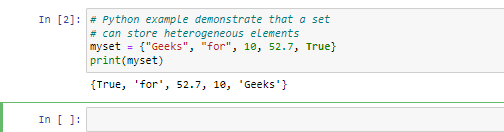 In [2]: # Python example demonstrate that a set
# can store heterogeneous elements
myset = {"Geeks", "for", 10, 52.7, True}
print(myset)
{True, 'for', 52.7, 10, 'Geeks'}
In [ ]: